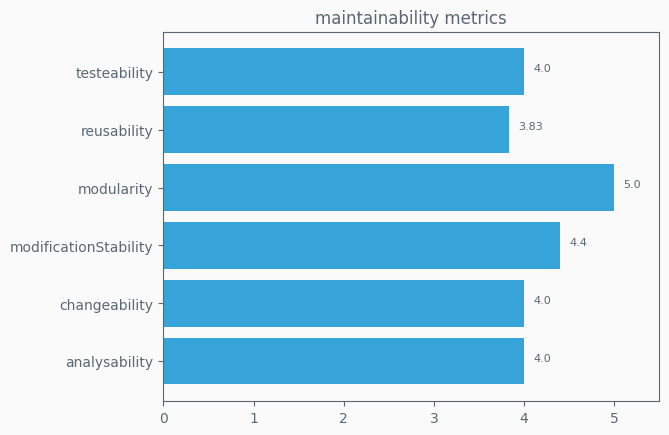 maintainability metrics
testeability
4.0
reusability
3.83
modularity
5.0
modificationStability
4.4
changeability
4.0
analysability
4.0
0 1 2 3 4 5